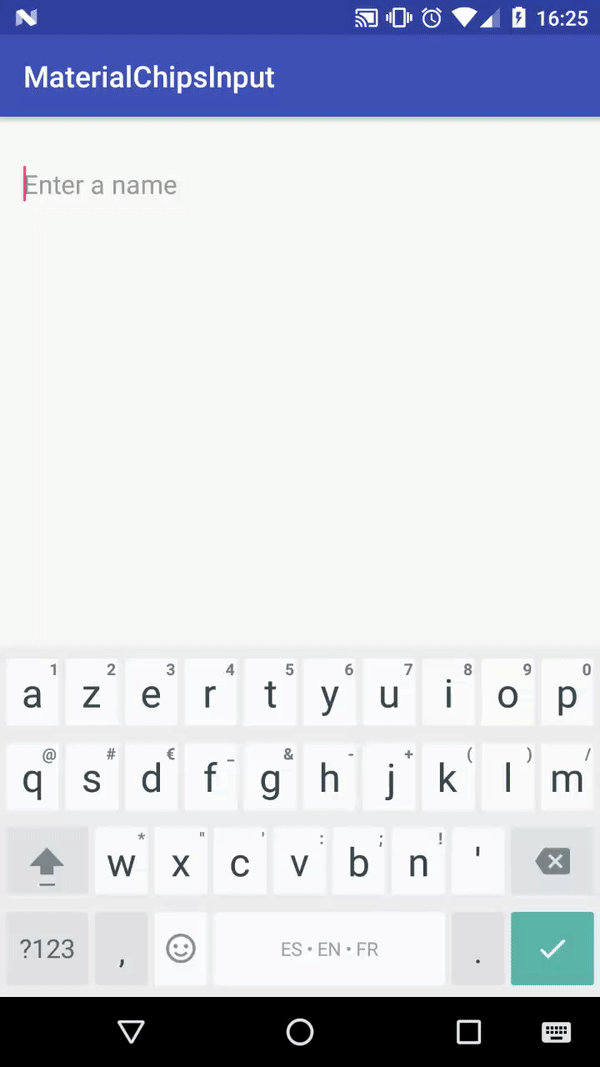 N 16:25
MaterialChipsInput
Enter a name
1 2 3 4 5 6 7 8 9 0
a z e r t y u i o p
@ # € _ & - + ( ) /
q s d f g h j k l m
* " ' : ; !
w x c v b n '
?123 , ES • EN • FR .